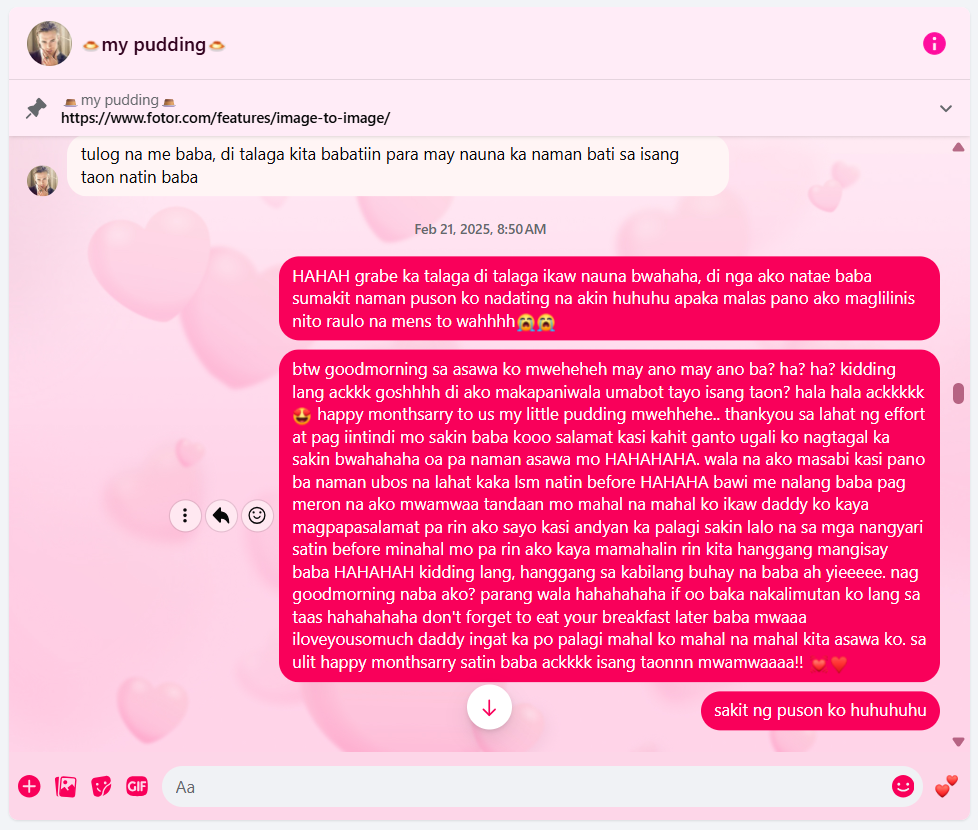 🍮my pudding🍮
🍮 my pudding 🍮
https://www.fotor.com/features/image-to-image/
tulog na me baba, di talaga kita babatiin para may nauna ka naman bati sa isang
taon natin baba
Feb 21, 2025, 8:50 AM
HAHAH grabe ka talaga di talaga ikaw nauna bwahaha, di nga ako natae baba
sumakit naman puson ko nadating na akin huhuhu apaka malas pano ako maglilinis
nito raulo na mens to wahhhh😭😭
btw goodmorning sa asawa ko mweheheh may ano may ano ba? ha? ha? kidding
lang ackkk goshhhh di ako makapaniwala umabot tayo isang taon? hala hala ackkkkk
🤩 happy monthsarry to us my little pudding mwehhehe.. thankyou sa lahat ng effort
at pag iintindi mo sakin baba kooo salamat kasi kahit ganto ugali ko nagtagal ka
sakin bwahahaha oa pa naman asawa mo HAHAHAHA. wala na ako masabi kasi pano
ba naman ubos na lahat kaka lsm natin before HAHAHA bawi me nalang baba pag
meron na ako mwamwaa tandaan mo mahal na mahal ko ikaw daddy ko kaya
magpapasalamat pa rin ako sayo kasi andyan ka palagi sakin lalo na sa mga nangyari
satin before minahal mo pa rin ako kaya mamahalin rin kita hanggang mangisay
baba HAHAHAH kidding lang, hanggang sa kabilang buhay na baba ah yieeeee. nag
goodmorning naba ako? parang wala hahahahaha if oo baka nakalimutan ko lang sa
taas hahahahaha don't forget to eat your breakfast later baba mwaaa
iloveyousomuch daddy ingat ka po palagi mahal ko mahal na mahal kita asawa ko. sa
ulit happy monthsarry satin baba ackkkk isang taonnn mwamwaaaa!! ❤️❤️
sakit ng puson ko huhuhuhu
GIF
Aa